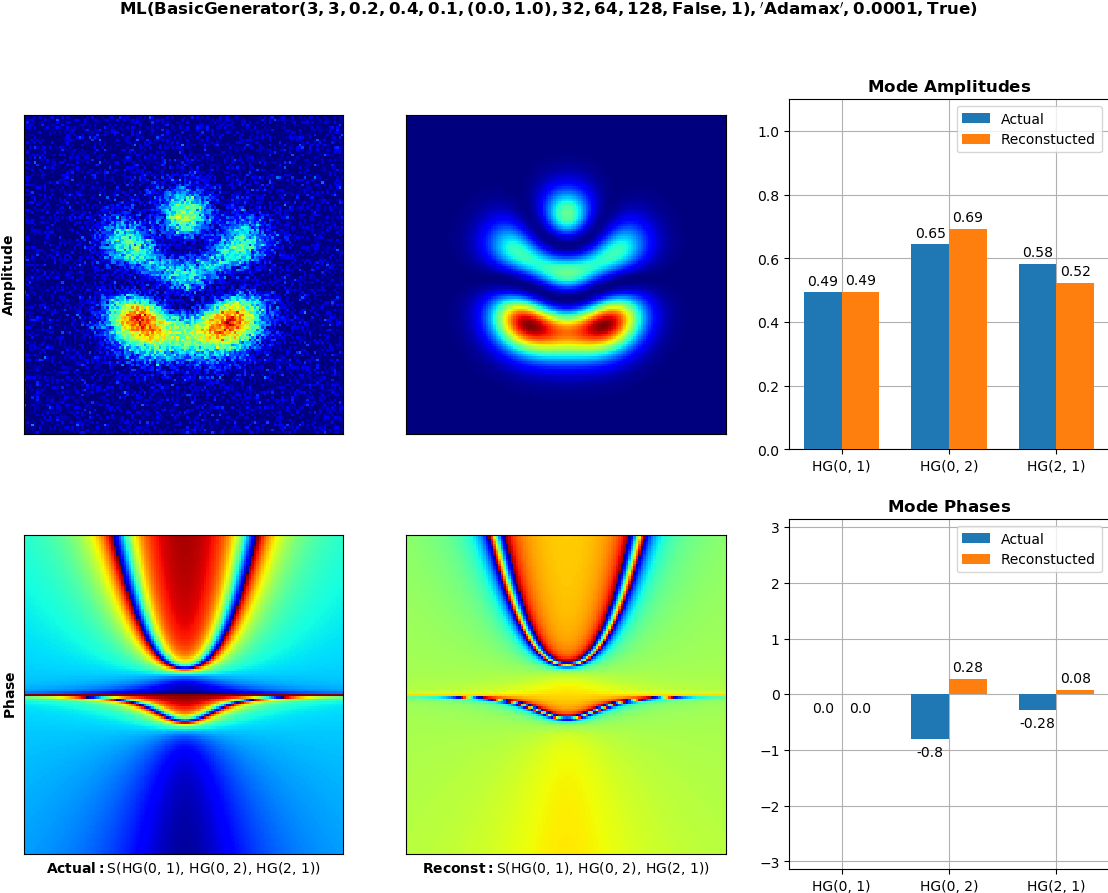 ML(BasicGenerator(3, 3, 0.2, 0.4, 0.1, (0.0, 1.0), 32, 64, 128, False, 1), 'Adamax', 0.0001, True)
Amplitude
Mode Amplitudes
Actual
Reconstucted
1.0
0.8
0.6
0.4
0.2
0.0
0.49
0.49
0.65
0.69
0.58
0.52
HG(0, 1)
HG(0, 2)
HG(2, 1)
Phase
Actual: S(HG(0, 1), HG(0, 2), HG(2, 1))
Reconst: S(HG(0, 1), HG(0, 2), HG(2, 1))
Mode Phases
Actual
Reconstucted
3
2
1
0
−1
−2
−3
0.0
0.0
-0.8
0.28
-0.28
0.08
HG(0, 1)
HG(0, 2)
HG(2, 1)